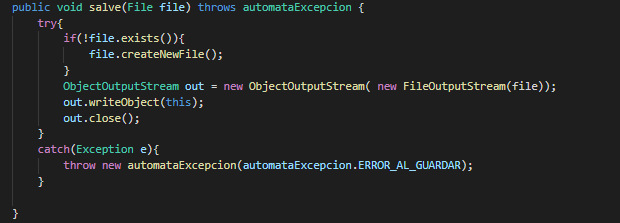 public void salve(File file) throws automataExcepcion {
try{
if(!file.exists()){
file.createNewFile();
}
ObjectOutputStream out = new ObjectOutputStream( new FileOutputStream(file));
out.writeObject(this);
out.close();
}
catch(Exception e){
throw new automataExcepcion(automataExcepcion.ERROR_AL_GUARDAR);
}
}